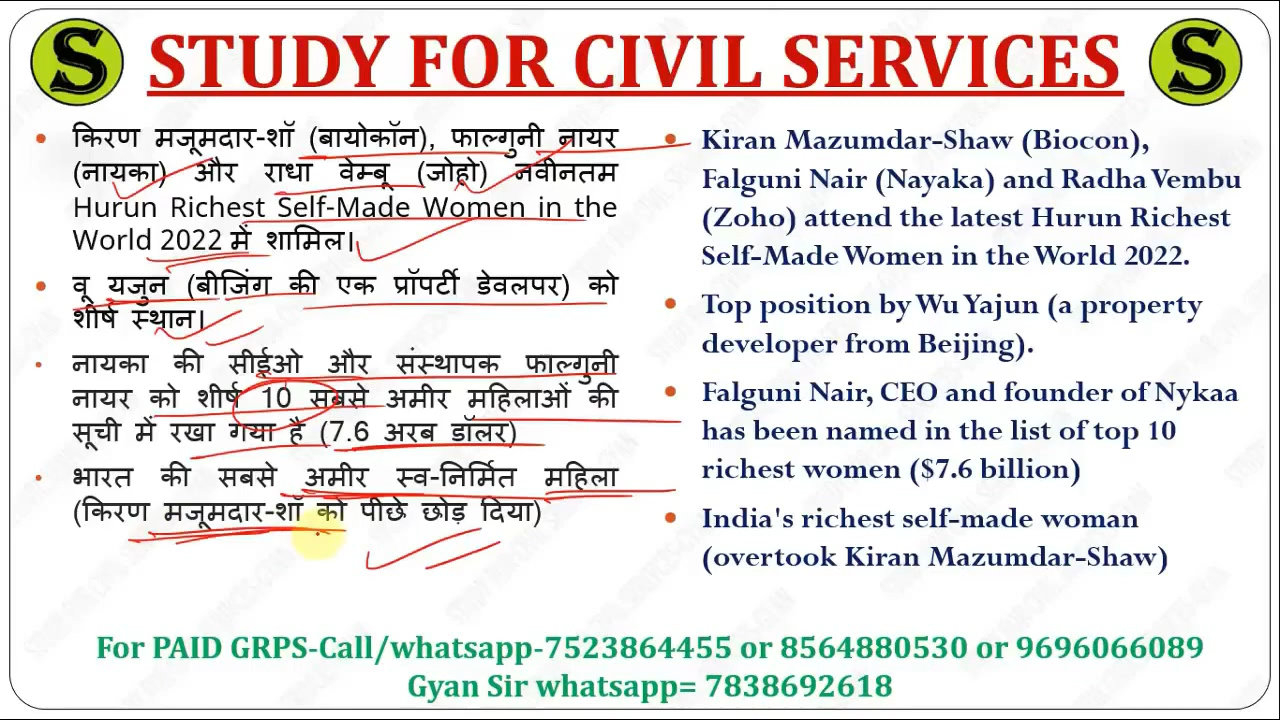 S STUDY FOR CIVIL SERVICES S
• किरण मजूमदार-शॉ (बायोकॉन), फाल्गुनी नायर
(नायका) और राधा वेम्बू (जोहो) नवीनतम
Hurun Richest Self-Made Women in the
World 2022 में शामिल।
• वू यजुन (बीजिंग की एक प्रॉपर्टी डेवलपर) को
शीर्ष स्थान।
• नायका की सीईओ और संस्थापक फाल्गुनी
नायर को शीर्ष 10 सबसे अमीर महिलाओं की
सूची में रखा गया है (7.6 अरब डॉलर)
• भारत की सबसे अमीर स्व-निर्मित महिला
(किरण मजूमदार-शॉ को पीछे छोड़ दिया)
• Kiran Mazumdar-Shaw (Biocon),
Falguni Nair (Nayaka) and Radha Vembu
(Zoho) attend the latest Hurun Richest
Self-Made Women in the World 2022.
• Top position by Wu Yajun (a property
developer from Beijing).
• Falguni Nair, CEO and founder of Nykaa
has been named in the list of top 10
richest women ($7.6 billion)
• India's richest self-made woman
(overtook Kiran Mazumdar-Shaw)
For PAID GRPS-Call/whatsapp-7523864455 or 8564880530 or 9696066089
Gyan Sir whatsapp= 7838692618